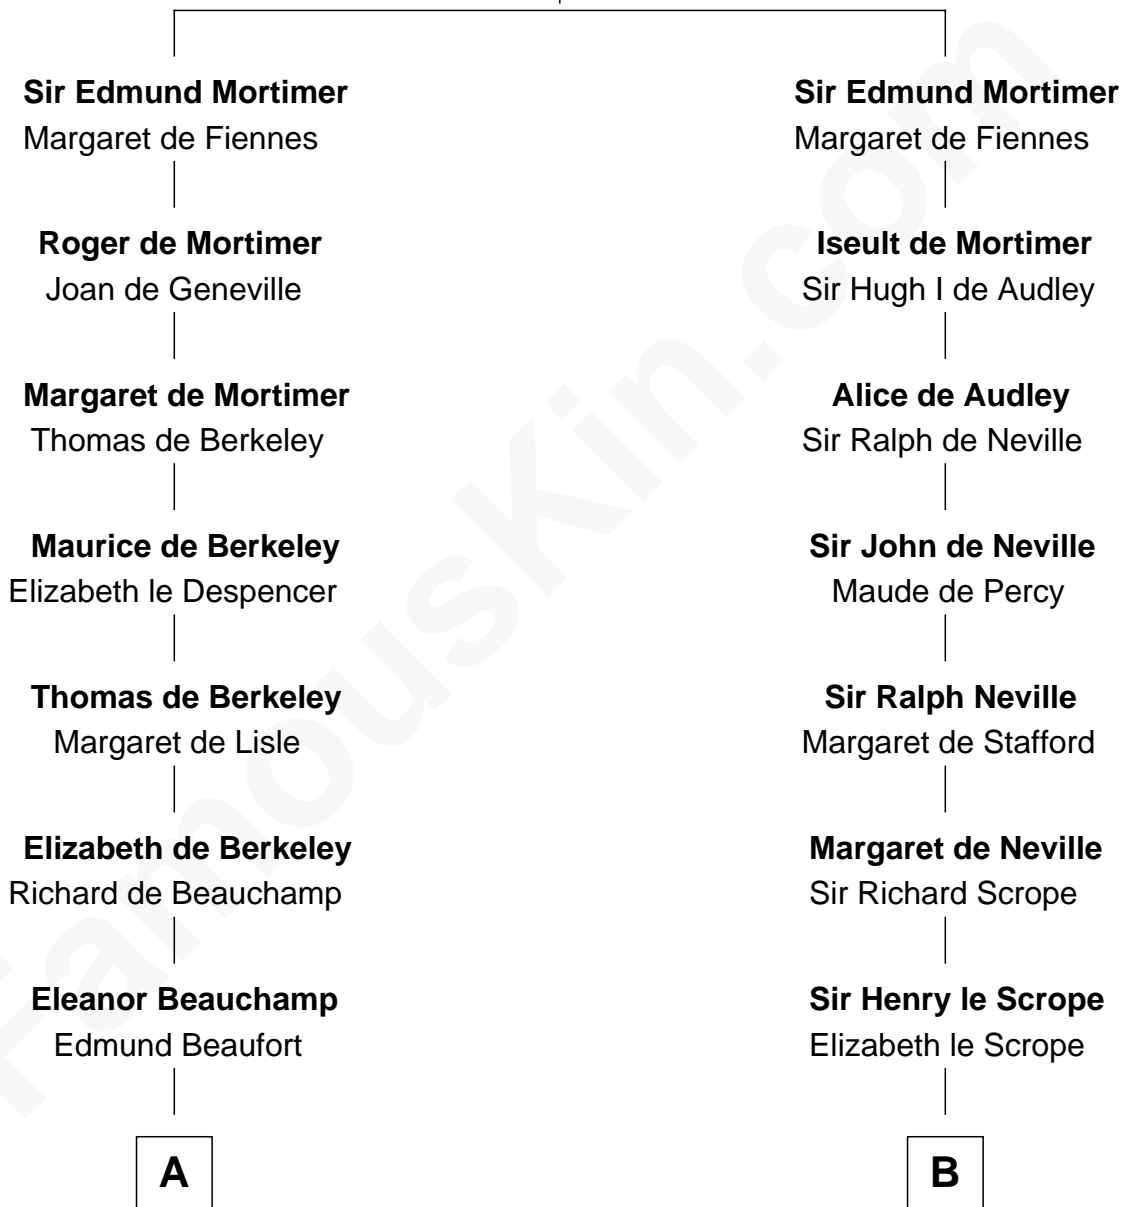 Sir Edmund Mortimer
Margaret de Fiennes
Roger de Mortimer
Joan de Geneville
Margaret de Mortimer
Thomas de Berkeley
Maurice de Berkeley
Elizabeth le Despencer
Thomas de Berkeley
Margaret de Lisle
Elizabeth de Berkeley
Richard de Beauchamp
Eleanor Beauchamp
Edmund Beaufort
A
Sir Edmund Mortimer
Margaret de Fiennes
Iseult de Mortimer
Sir Hugh I de Audley
Alice de Audley
Sir Ralph de Neville
Sir John de Neville
Maude de Percy
Sir Ralph Neville
Margaret de Stafford
Margaret de Neville
Sir Richard Scrope
Sir Henry le Scrope
Elizabeth le Scrope
B
FamousKin.com